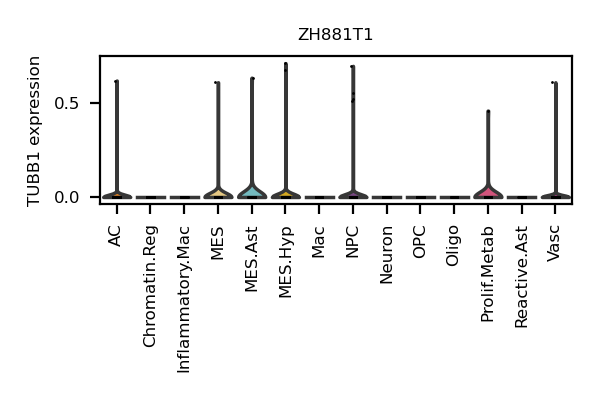 ZH881T1
TUBB1 expression
0.5
0.0
AC
Chromatin.Reg
Inflammatory.Mac
MES
MES.Ast
MES.Hyp
Mac
NPC
Neuron
OPC
Oligo
Prolif.Metab
Reactive.Ast
Vasc